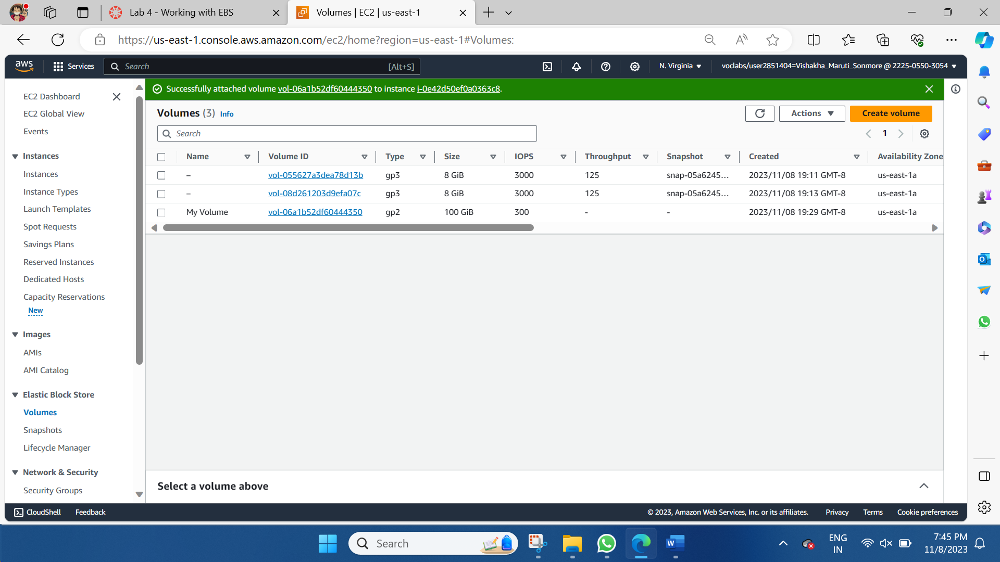 Lab 4 - Working with EBS
Volumes | EC2 | us-east-1
https://us-east-1.console.aws.amazon.com/ec2/home?region=us-east-1#Volumes:
aws
Services
Search
[Alt+S]
N. Virginia
voclabs/user2851404=Vishakha_Maruti_Sonmore @ 2225-0550-3054
EC2 Dashboard
EC2 Global View
Events
Instances
Instances
Instance Types
Launch Templates
Spot Requests
Savings Plans
Reserved Instances
Dedicated Hosts
Capacity Reservations
New
Images
AMIs
AMI Catalog
Elastic Block Store
Volumes
Snapshots
Lifecycle Manager
Network & Security
Security Groups
Successfully attached volume vol-06a1b52df60444350 to instance i-0e42d50ef0a0363c8.
Volumes (3) Info
Actions
Create volume
Search
1
Name Volume ID Type Size IOPS Throughput Snapshot Created Availability Zone
– vol-055627a3dea78d13b gp3 8 GiB 3000 125 snap-05a6245... 2023/11/08 19:11 GMT-8 us-east-1a
– vol-08d261203d9efa07c gp3 8 GiB 3000 125 snap-05a6245... 2023/11/08 19:13 GMT-8 us-east-1a
My Volume vol-06a1b52df60444350 gp2 100 GiB 300 - - 2023/11/08 19:29 GMT-8 us-east-1a
Select a volume above
CloudShell
Feedback
© 2023, Amazon Web Services, Inc. or its affiliates.
Privacy
Terms
Cookie preferences
Search
ENG
IN
7:45 PM
11/8/2023